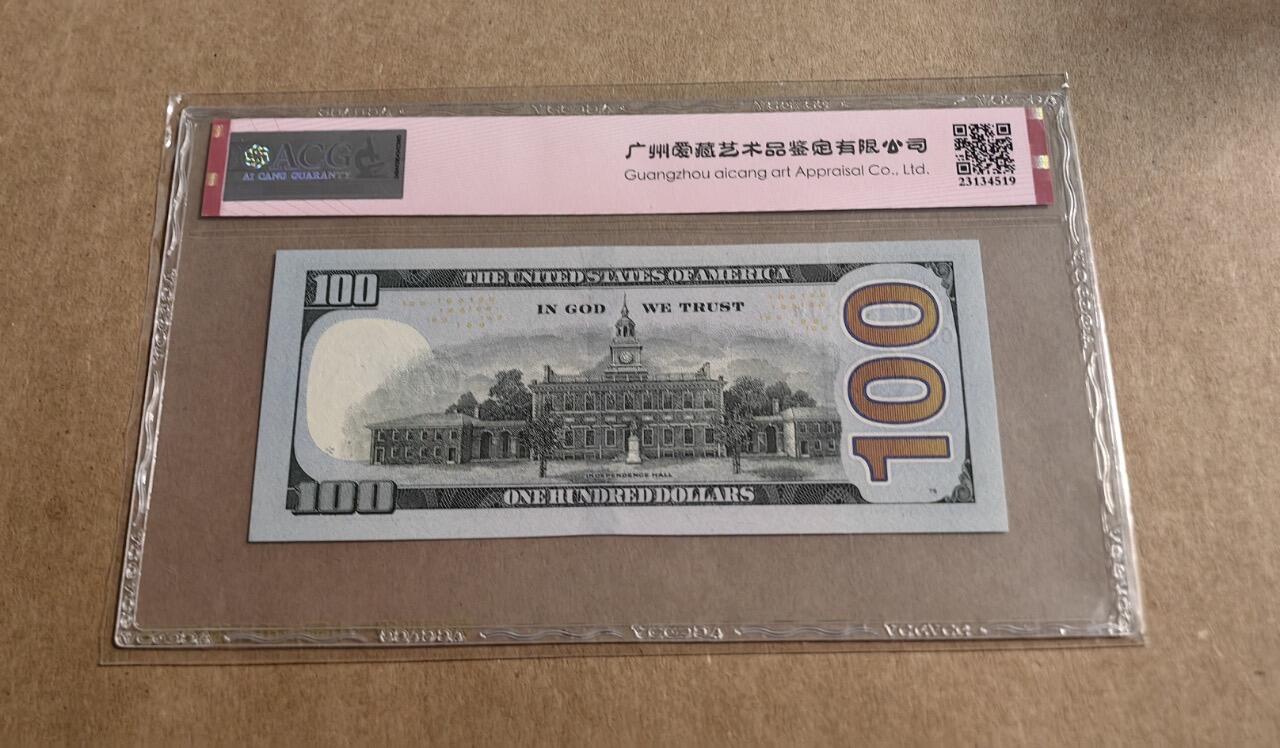 ACG
AI CANG GUARANTY
广州爱藏艺术品鉴定有限公司
Guangzhou aicang art Appraisal Co., Ltd.
23134519
100
THE UNITED STATES OF AMERICA
IN GOD WE TRUST
100
INDEPENDENCE HALL
100
ONE HUNDRED DOLLARS